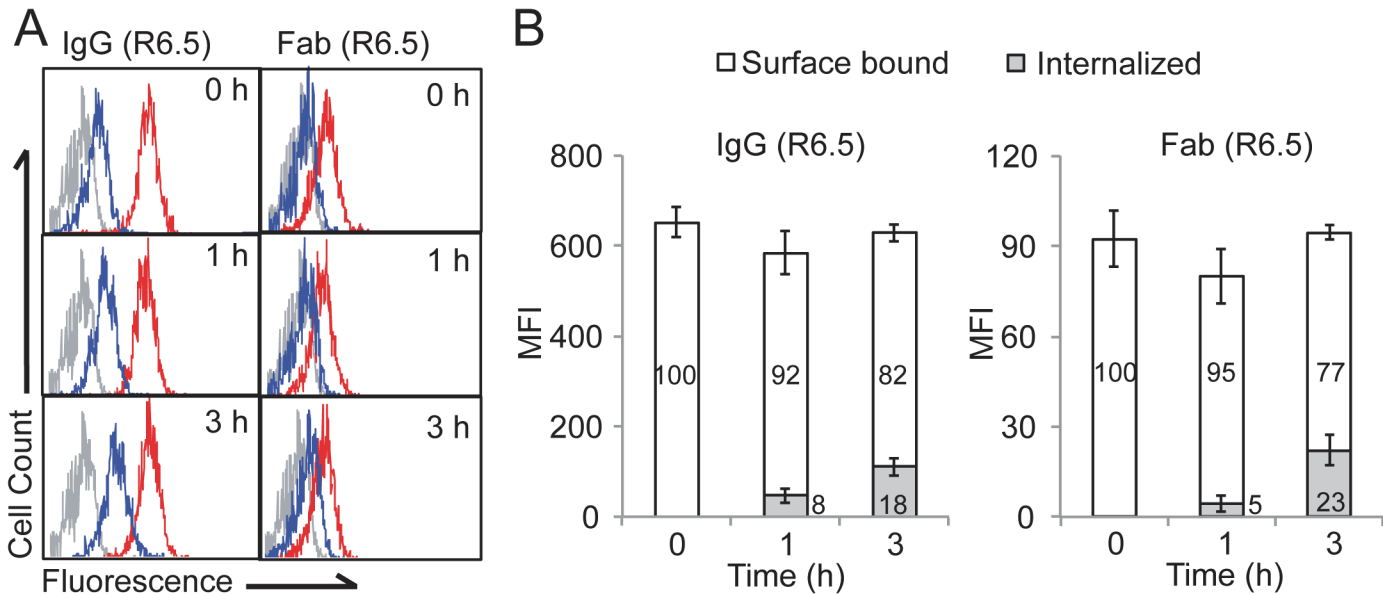 A
IgG (R6.5)
Fab (R6.5)
0 h
0 h
1 h
1 h
3 h
3 h
Cell Count
Fluorescence
B
Surface bound
Internalized
IgG (R6.5)
800
600
400
200
0
MFI
100
92
8
82
18
0
1
3
Time (h)
Fab (R6.5)
120
90
60
30
0
MFI
100
95
5
77
23
0
1
3
Time (h)